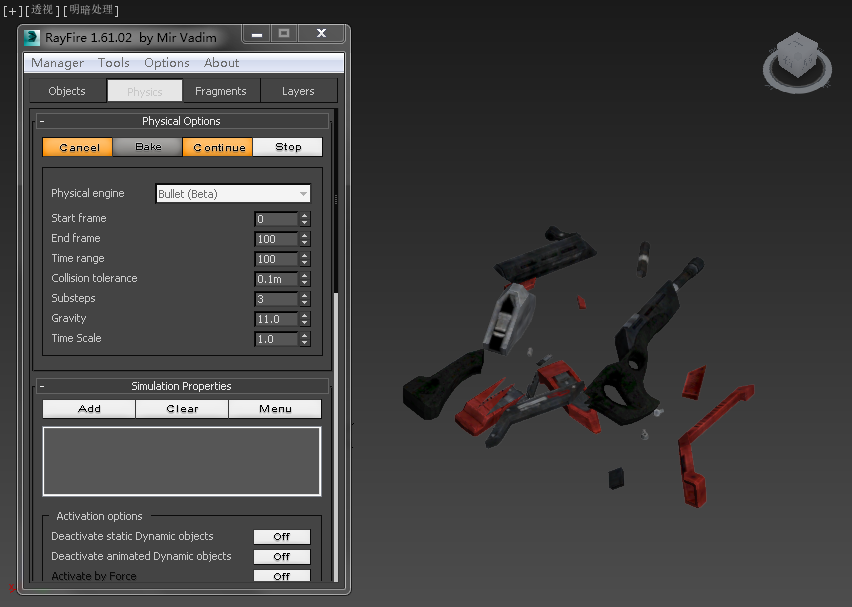 [+][透视][明暗处理]
RayFire 1.61.02 by Mir Vadim
Manager Tools Options About
Objects Physics Fragments Layers
- Physical Options
Cancel Bake Continue Stop
Physical engine Bullet (Beta)
Start frame 0
End frame 100
Time range 100
Collision tolerance 0.1m
Substeps 3
Gravity 11.0
Time Scale 1.0
- Simulation Properties
Add Clear Menu
Activation options
Deactivate static Dynamic objects Off
Deactivate animated Dynamic objects Off
Activate by Force Off